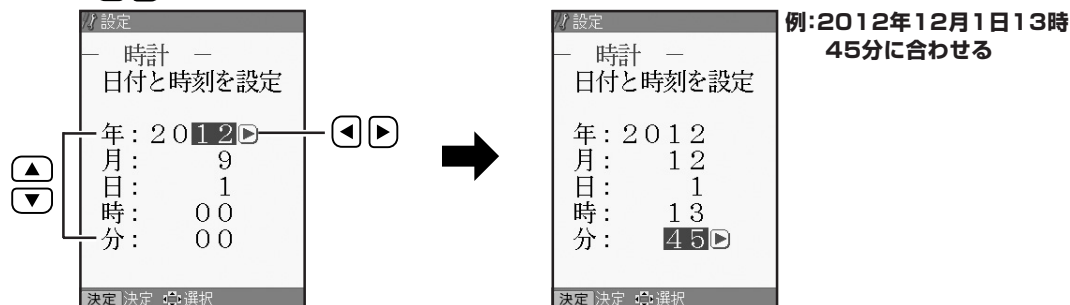 設定
− 時計 −
日付と時刻を設定
年：2012
月： 9
日： 1
時： 00
分： 00
決定 決定 選択
設定
− 時計 −
日付と時刻を設定
年：2012
月： 12
日： 1
時： 13
分： 45
決定 決定 選択
例:2012年12月1日13時
45分に合わせる